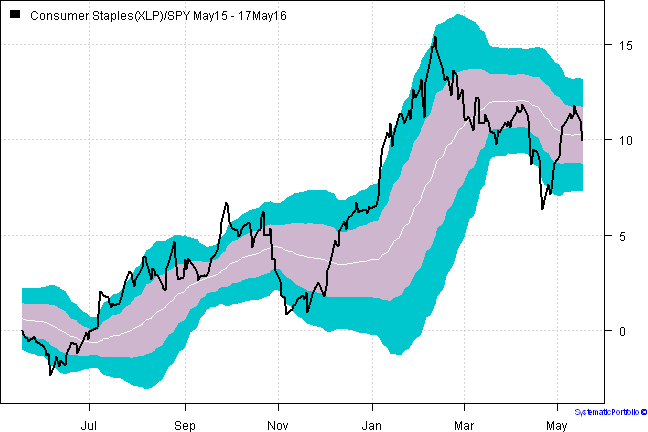 Consumer Staples(XLP)/SPY May15 - 17May16
15
10
5
0
Jul Sep Nov Jan Mar May
SystematicPortfolio ©